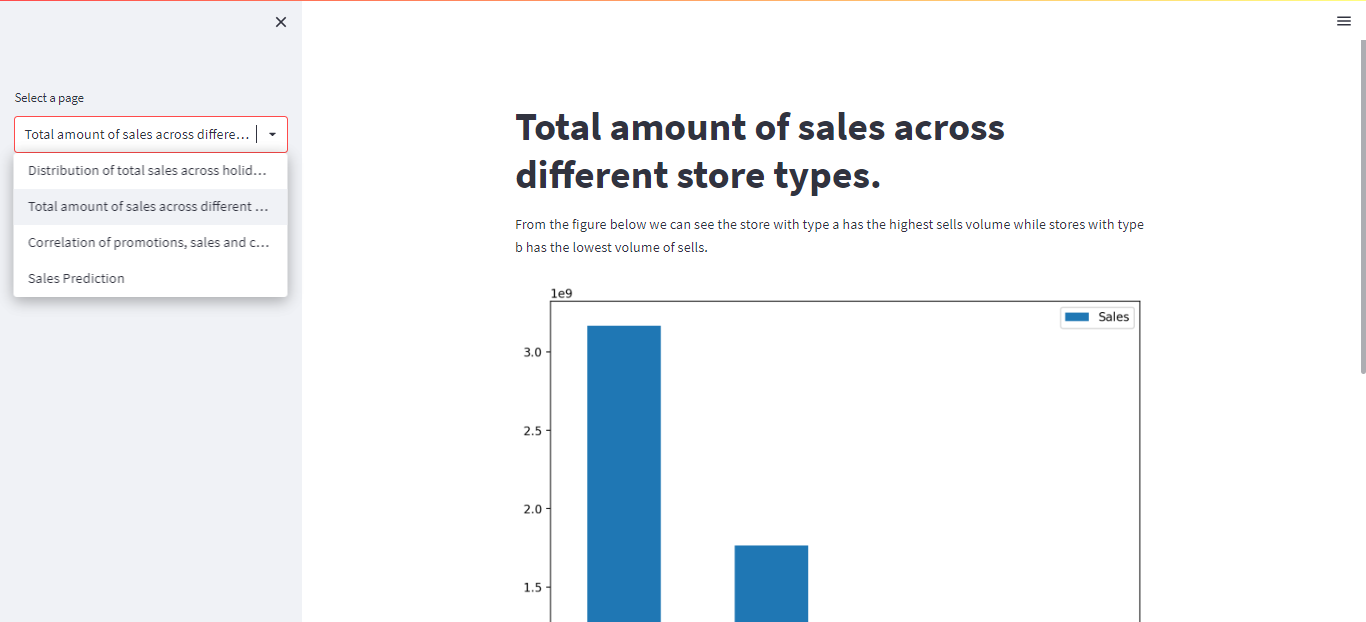 Select a page
Total amount of sales across differe...
Distribution of total sales across holid...
Total amount of sales across different ...
Correlation of promotions, sales and c...
Sales Prediction
Total amount of sales across
different store types.
From the figure below we can see the store with type a has the highest sells volume while stores with type
b has the lowest volume of sells.
1e9
Sales
3.0
2.5
2.0
1.5